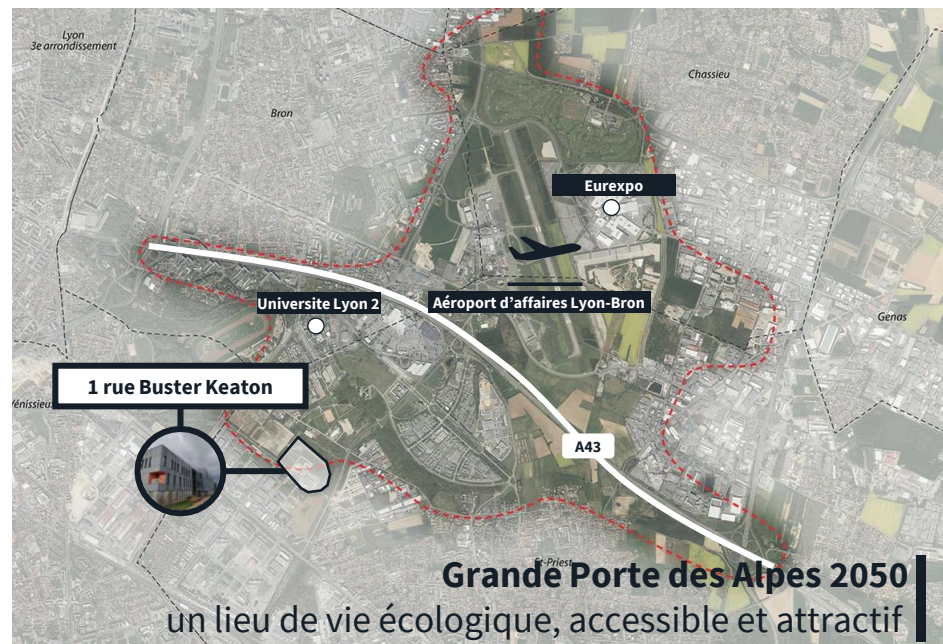 Lyon
3e arrondissement
Chassieu
Bron
Eurexpo
Universite Lyon 2
Aéroport d’affaires Lyon-Bron
Genas
1 rue Buster Keaton
Vénissieux
A43
St-Priest
Grande Porte des Alpes 2050
un lieu de vie écologique, accessible et attractif